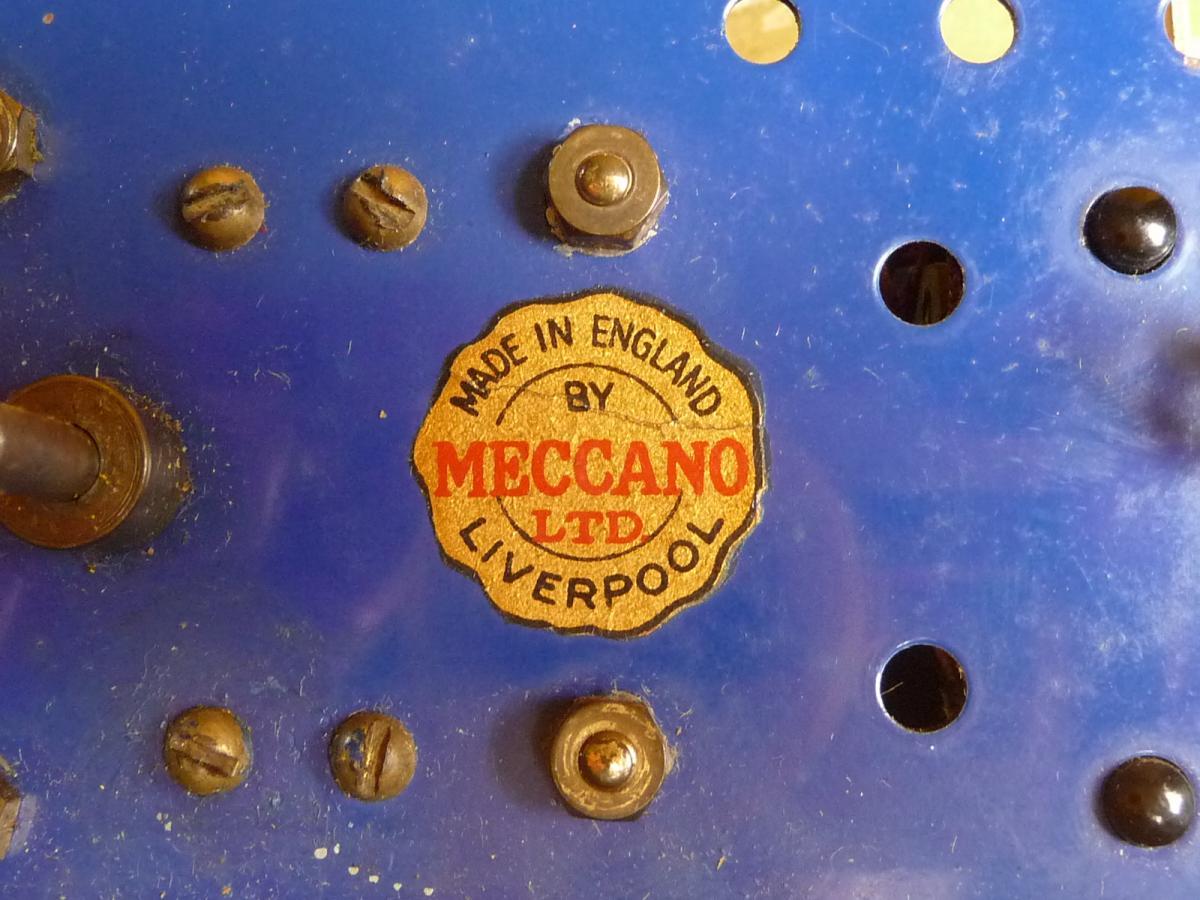 MADE IN ENGLAND
BY
MECCANO
LTD.
LIVERPOOL